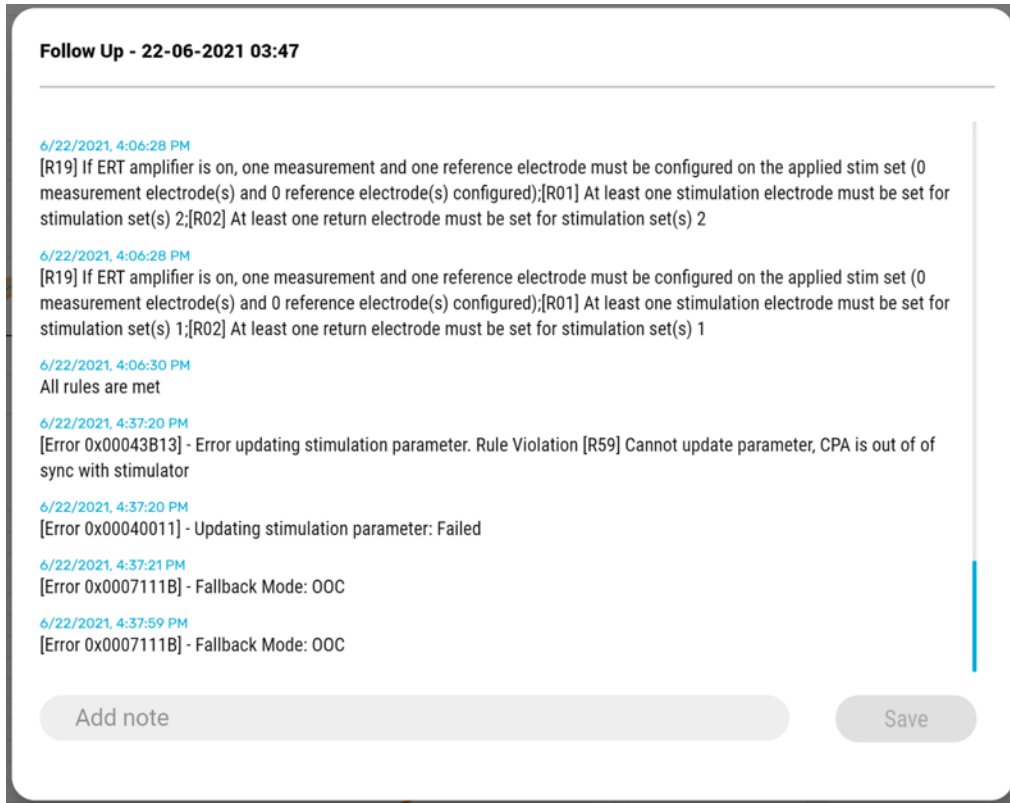 Follow Up - 22-06-2021 03:47
6/22/2021, 4:06:28 PM
[R19] If ERT amplifier is on, one measurement and one reference electrode must be configured on the applied stim set (0
measurement electrode(s) and 0 reference electrode(s) configured);[R01] At least one stimulation electrode must be set for
stimulation set(s) 2;[R02] At least one return electrode must be set for stimulation set(s) 2
6/22/2021, 4:06:28 PM
[R19] If ERT amplifier is on, one measurement and one reference electrode must be configured on the applied stim set (0
measurement electrode(s) and 0 reference electrode(s) configured);[R01] At least one stimulation electrode must be set for
stimulation set(s) 1;[R02] At least one return electrode must be set for stimulation set(s) 1
6/22/2021, 4:06:30 PM
All rules are met
6/22/2021, 4:37:20 PM
[Error 0x00043B13] - Error updating stimulation parameter. Rule Violation [R59] Cannot update parameter, CPA is out of of
sync with stimulator
6/22/2021, 4:37:20 PM
[Error 0x00040011] - Updating stimulation parameter: Failed
6/22/2021, 4:37:21 PM
[Error 0x0007111B] - Fallback Mode: OOC
6/22/2021, 4:37:59 PM
[Error 0x0007111B] - Fallback Mode: OOC
Add note
Save